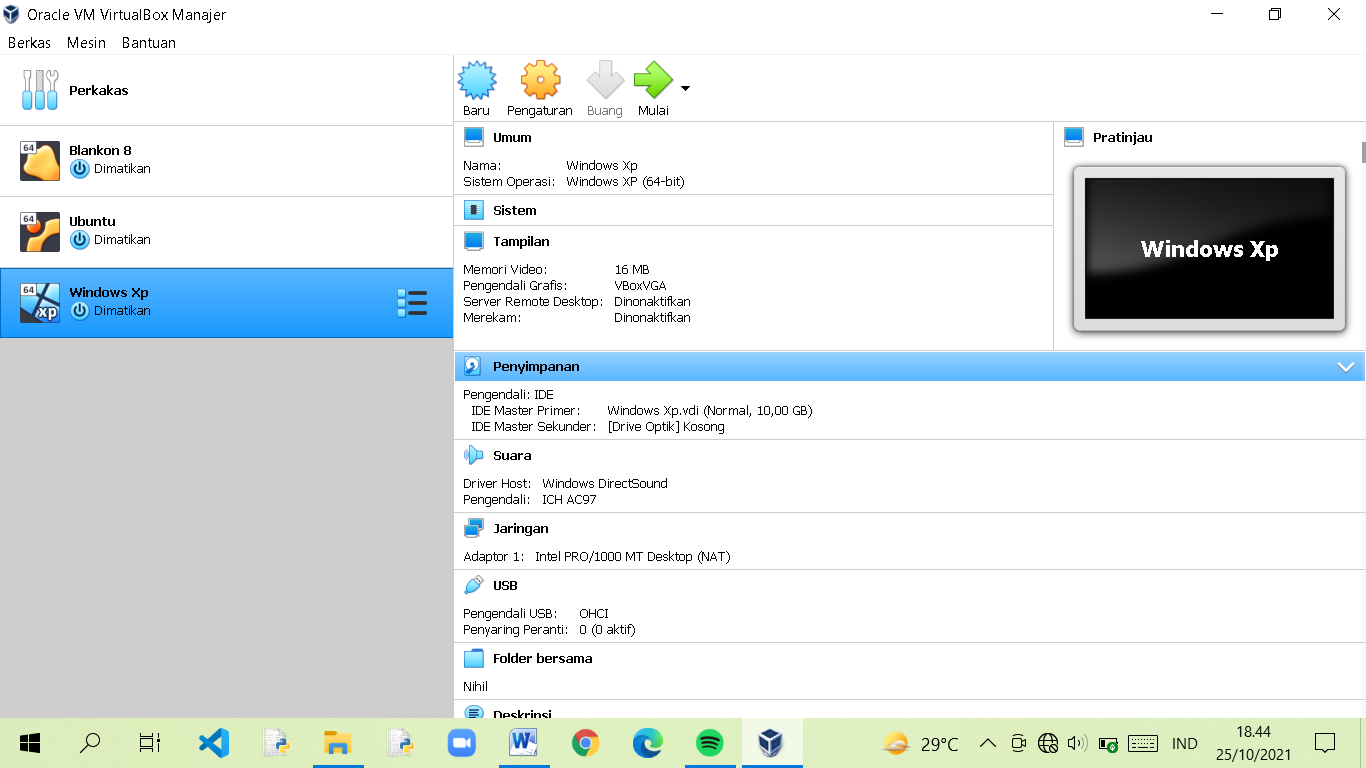 Oracle VM VirtualBox Manajer
Berkas Mesin Bantuan
Perkakas
64
Blankon 8
Dimatikan
64
Ubuntu
Dimatikan
64
xp
Windows Xp
Dimatikan
Baru Pengaturan Buang Mulai
Umum
Nama: Windows Xp
Sistem Operasi: Windows XP (64-bit)
Sistem
Tampilan
Memori Video: 16 MB
Pengendali Grafis: VBoxVGA
Server Remote Desktop: Dinonaktifkan
Merekam: Dinonaktifkan
Pratinjau
Windows Xp
Penyimpanan
Pengendali: IDE
IDE Master Primer: Windows Xp.vdi (Normal, 10,00 GB)
IDE Master Sekunder: [Drive Optik] Kosong
Suara
Driver Host: Windows DirectSound
Pengendali: ICH AC97
Jaringan
Adaptor 1: Intel PRO/1000 MT Desktop (NAT)
USB
Pengendali USB: OHCI
Penyaring Peranti: 0 (0 aktif)
Folder bersama
Nihil
Deskripsi
29°C
IND
18.44
25/10/2021